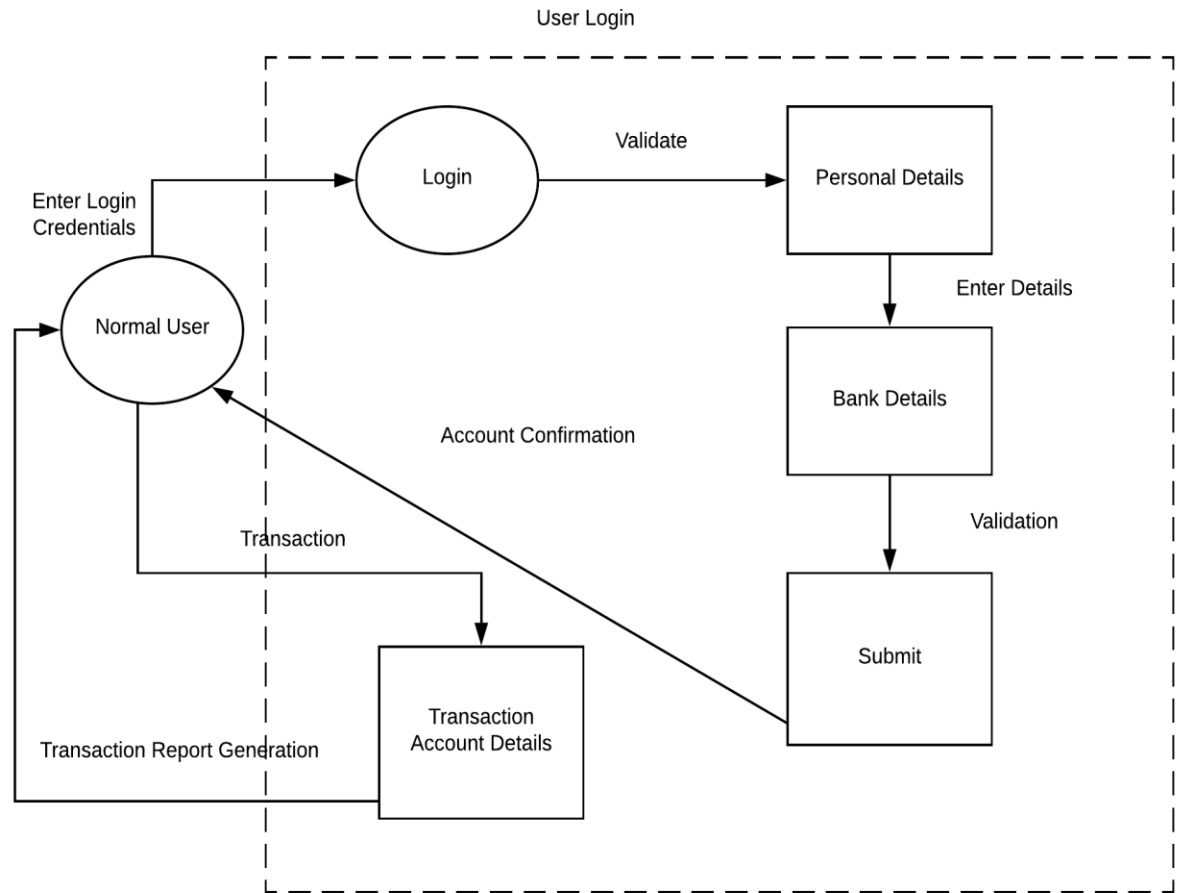 User Login
Validate
Login
Personal Details
Enter Login
Credentials
Enter Details
Normal User
Bank Details
Account Confirmation
Validation
Transaction
Submit
Transaction
Account Details
Transaction Report Generation